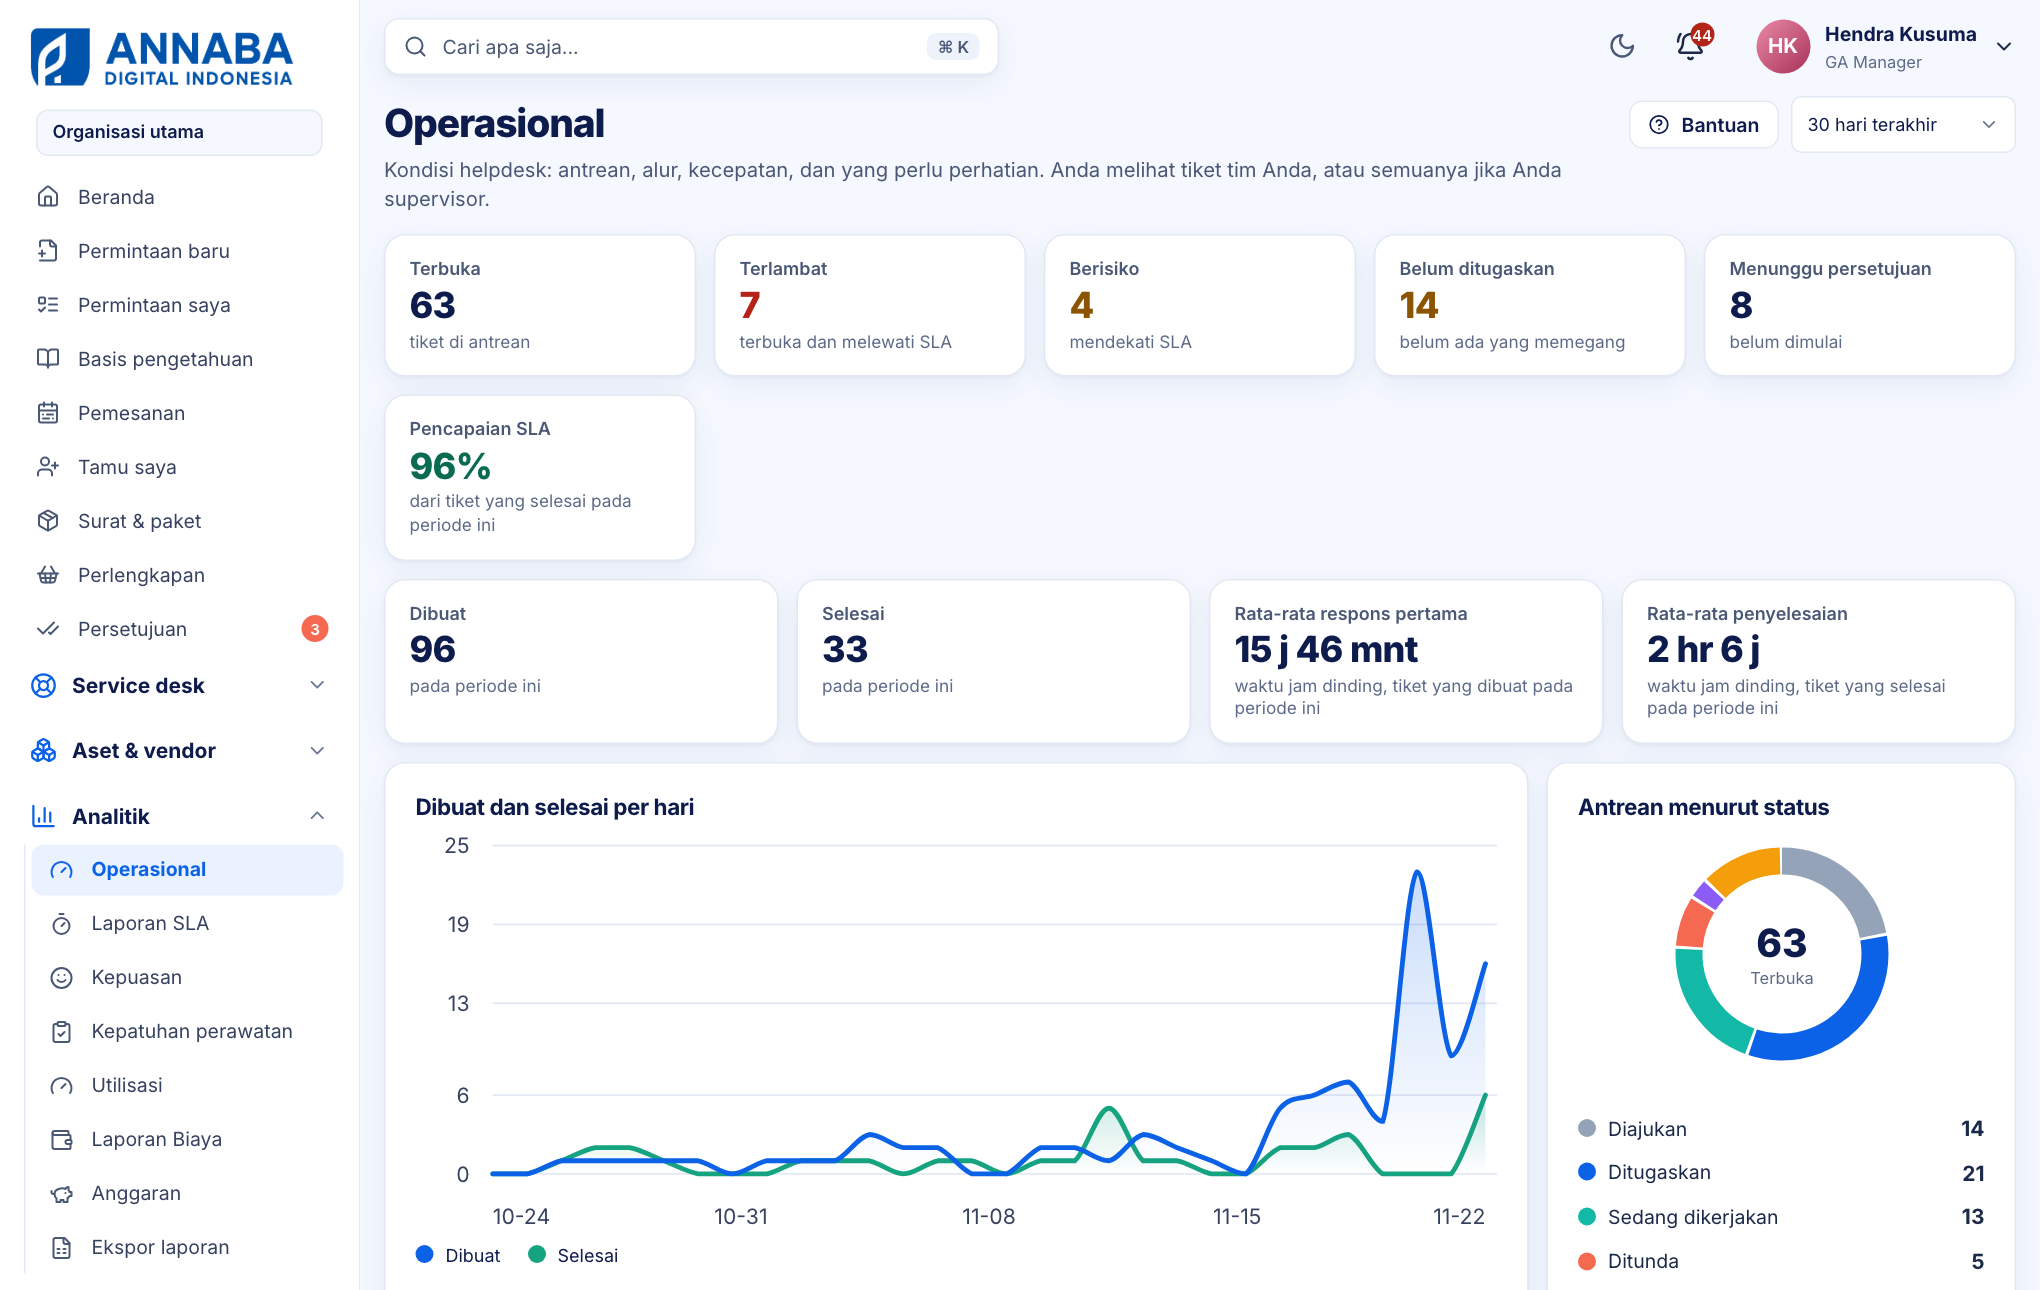 ANNABA
DIGITAL INDONESIA
Organisasi utama
Beranda
Permintaan baru
Permintaan saya
Basis pengetahuan
Pemesanan
Tamu saya
Surat & paket
Perlengkapan
Persetujuan 3
Service desk
Aset & vendor
Analitik
Operasional
Laporan SLA
Kepuasan
Kepatuhan perawatan
Utilisasi
Laporan Biaya
Anggaran
Ekspor laporan
Cari apa saja... ⌘ K
44
HK
Hendra Kusuma
GA Manager
Operasional
Bantuan
30 hari terakhir
Kondisi helpdesk: antrean, alur, kecepatan, dan yang perlu perhatian. Anda melihat tiket tim Anda, atau semuanya jika Anda
supervisor.
Terbuka
63
tiket di antrean
Terlambat
7
terbuka dan melewati SLA
Berisiko
4
mendekati SLA
Belum ditugaskan
14
belum ada yang memegang
Menunggu persetujuan
8
belum dimulai
Pencapaian SLA
96%
dari tiket yang selesai pada
periode ini
Dibuat
96
pada periode ini
Selesai
33
pada periode ini
Rata-rata respons pertama
15 j 46 mnt
waktu jam dinding, tiket yang dibuat pada
periode ini
Rata-rata penyelesaian
2 hr 6 j
waktu jam dinding, tiket yang selesai
pada periode ini
Dibuat dan selesai per hari
25
19
13
6
0
10-24 10-31 11-08 11-15 11-22
Dibuat Selesai
Antrean menurut status
63
Terbuka
Diajukan 14
Ditugaskan 21
Sedang dikerjakan 13
Ditunda 5